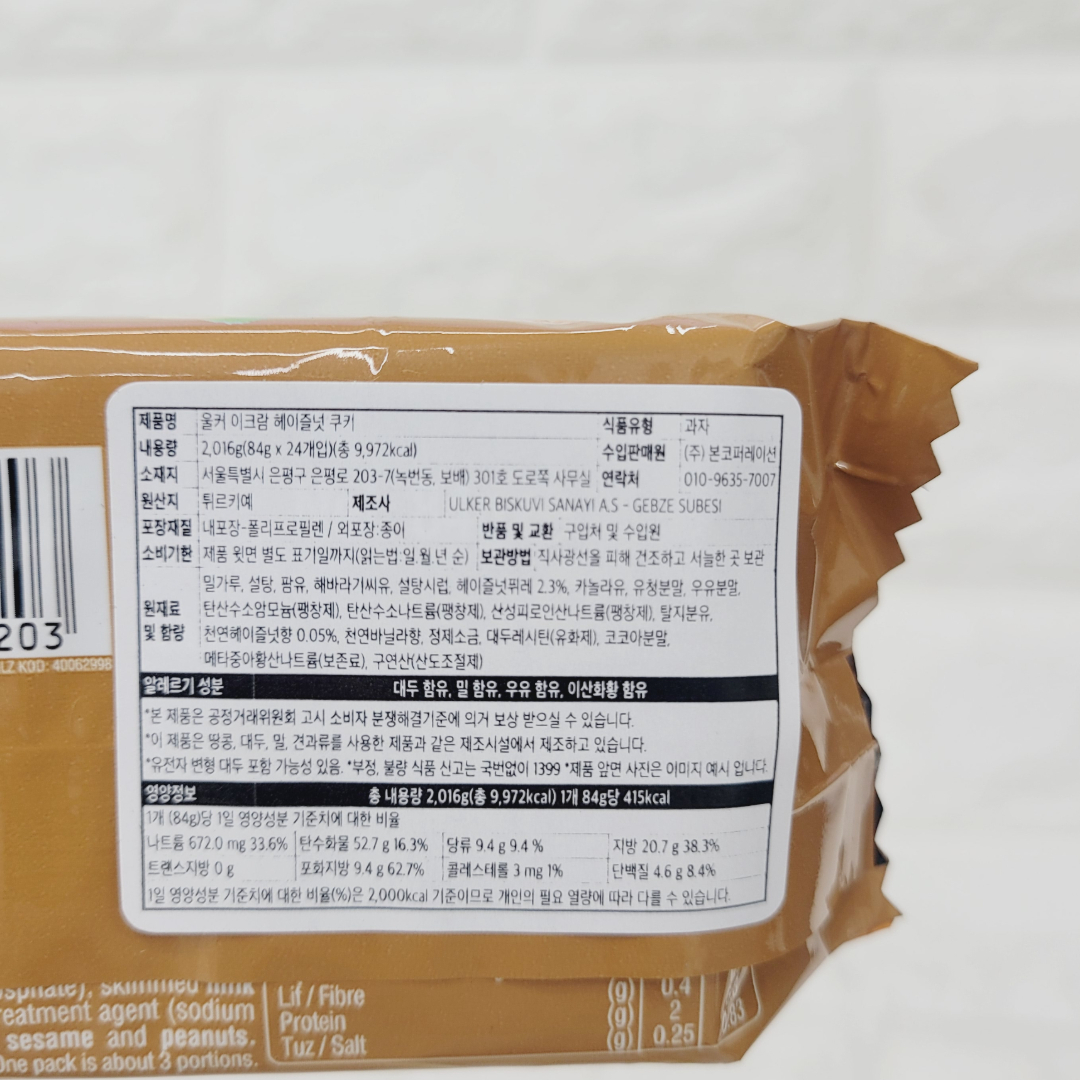 제품명 울커 이크람 헤이즐넛 쿠키 식품유형 과자
내용량 2,016g(84g x 24개입)(총 9,972kcal) 수입판매원 (주) 본코퍼레이션
소재지 서울특별시 은평구 은평로 203-7(녹번동, 보배) 301호 도로쪽 사무실 연락처 010-9635-7007
원산지 튀르키예 제조사 ULKER BISKUVI SANAYI A.S - GEBZE SUBESI
포장재질 내포장-폴리프로필렌 / 외포장:종이 반품 및 교환 구입처 및 수입원
소비기한 제품 윗면 별도 표기일까지(읽는법:일.월.년 순) 보관방법 직사광선을 피해 건조하고 서늘한 곳 보관
원재료 및 함량 밀가루, 설탕, 팜유, 해바라기씨유, 설탕시럽, 헤이즐넛퓌레 2.3%, 카놀라유, 유청분말, 우유분말,
탄산수소암모늄(팽창제), 탄산수소나트륨(팽창제), 산성피로인산나트륨(팽창제), 탈지분유,
천연헤이즐넛향 0.05%, 천연바닐라향, 정제소금, 대두레시틴(유화제), 코코아분말,
메타중아황산나트륨(보존료), 구연산(산도조절제)
알레르기 성분 대두 함유, 밀 함유, 우유 함유, 이산화황 함유
*본 제품은 공정거래위원회 고시 소비자 분쟁해결기준에 의거 보상 받으실 수 있습니다.
*이 제품은 땅콩, 대두, 밀, 견과류를 사용한 제품과 같은 제조시설에서 제조하고 있습니다.
*유전자 변형 대두 포함 가능성 있음. *부정, 불량 식품 신고는 국번없이 1399 *제품 앞면 사진은 이미지 예시 입니다.
영양정보 총 내용량 2,016g(총 9,972kcal) 1개 84g당 415kcal
1개 (84g)당 1일 영양성분 기준치에 대한 비율
나트륨 672.0 mg 33.6% 탄수화물 52.7 g 16.3% 당류 9.4 g 9.4 % 지방 20.7 g 38.3%
트랜스지방 0 g 포화지방 9.4 g 62.7% 콜레스테롤 3 mg 1% 단백질 4.6 g 8.4%
1일 영양성분 기준치에 대한 비율(%)은 2,000kcal 기준이므로 개인의 필요 열량에 따라 다를 수 있습니다.
203
LZ KOD: 40062998
skimmed milk
reatment agent (sodium
sesame and peanuts.
One pack is about 3 portions.
Lif / Fibre (g) 0.4
Protein (g) 2
Tuz / Salt (g) 0.25